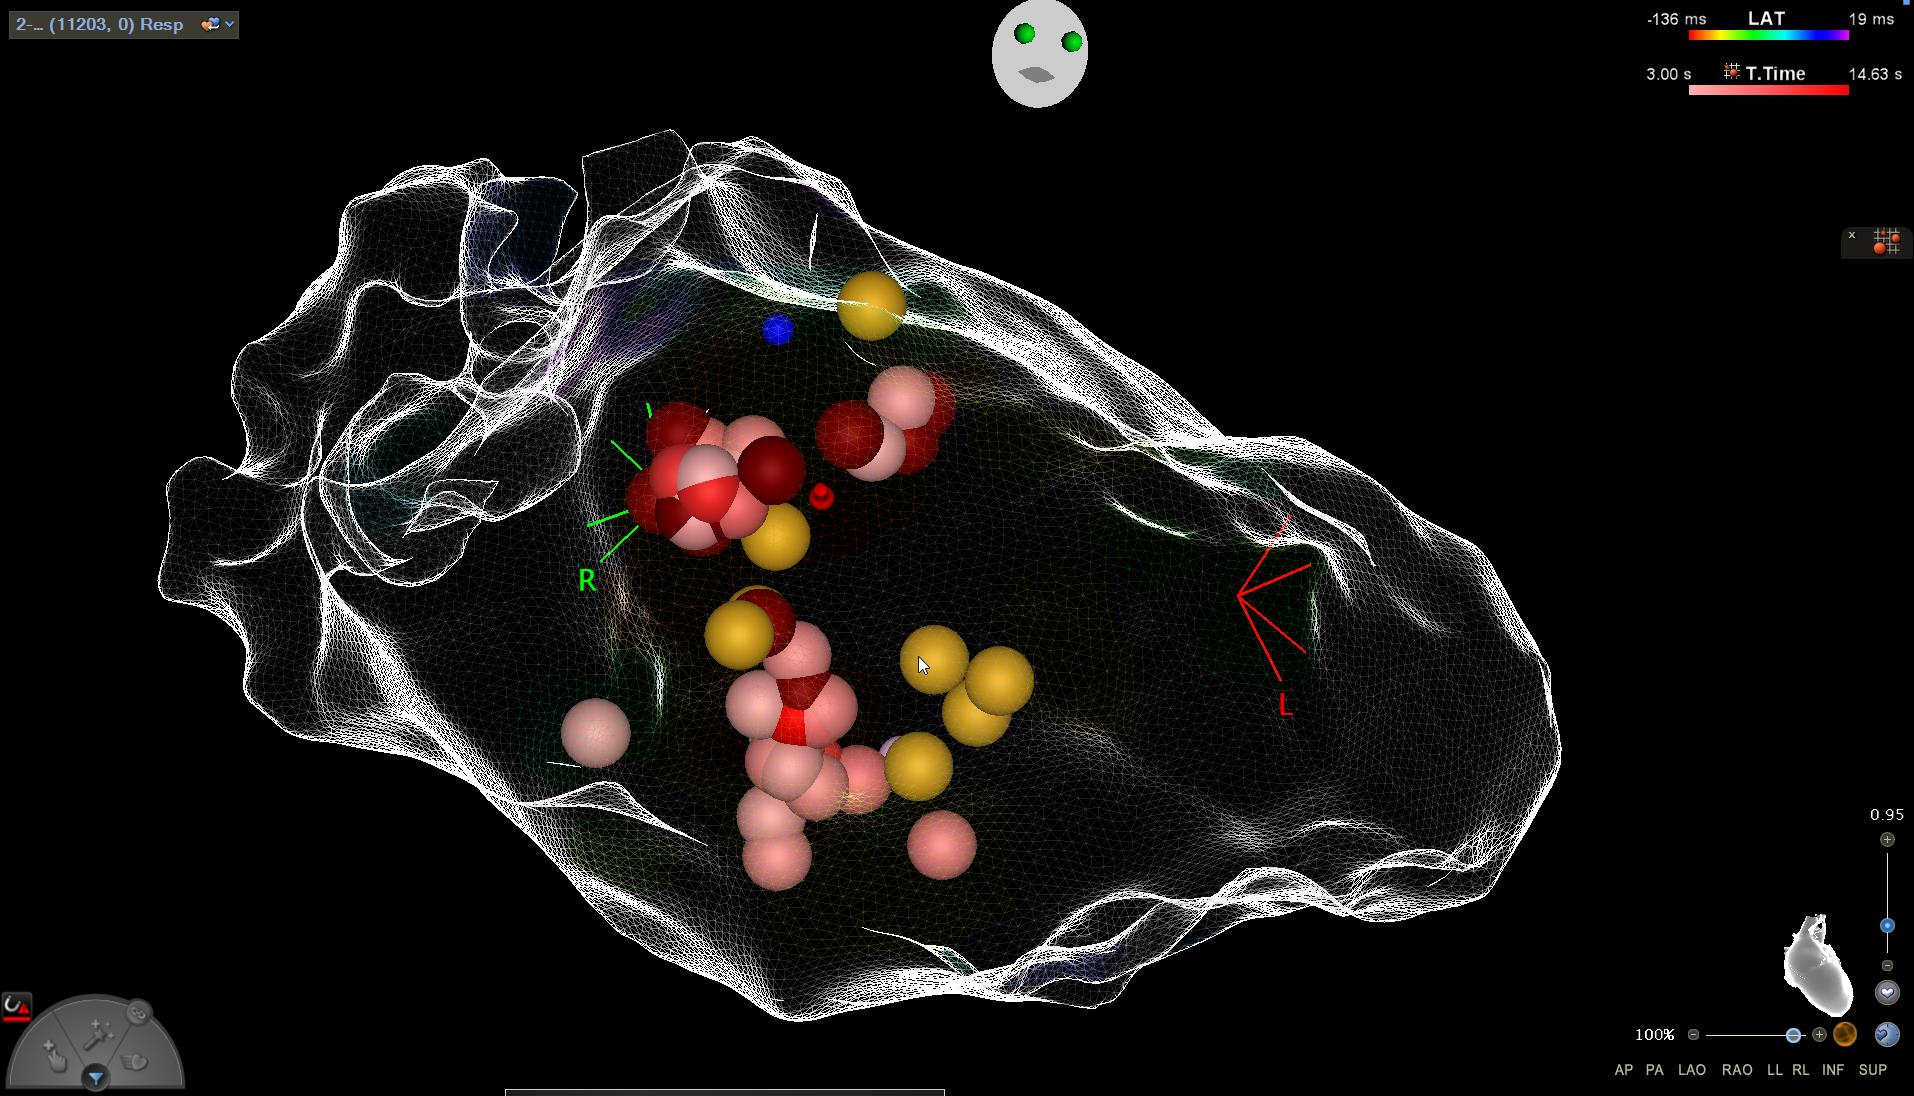 2-... (11203, 0) Resp
-136 ms LAT 19 ms
3.00 s T.Time 14.63 s
x
R
L
0.95
100%
AP PA LAO RAO LL RL INF SUP